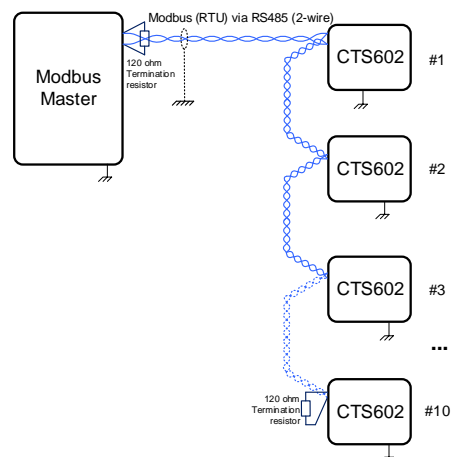 Modbus (RTU) via RS485 (2-wire)
Modbus
Master
120 ohm
Termination
resistor
CTS602
#1
CTS602
#2
CTS602
#3
...
120 ohm
Termination
resistor
CTS602
#10